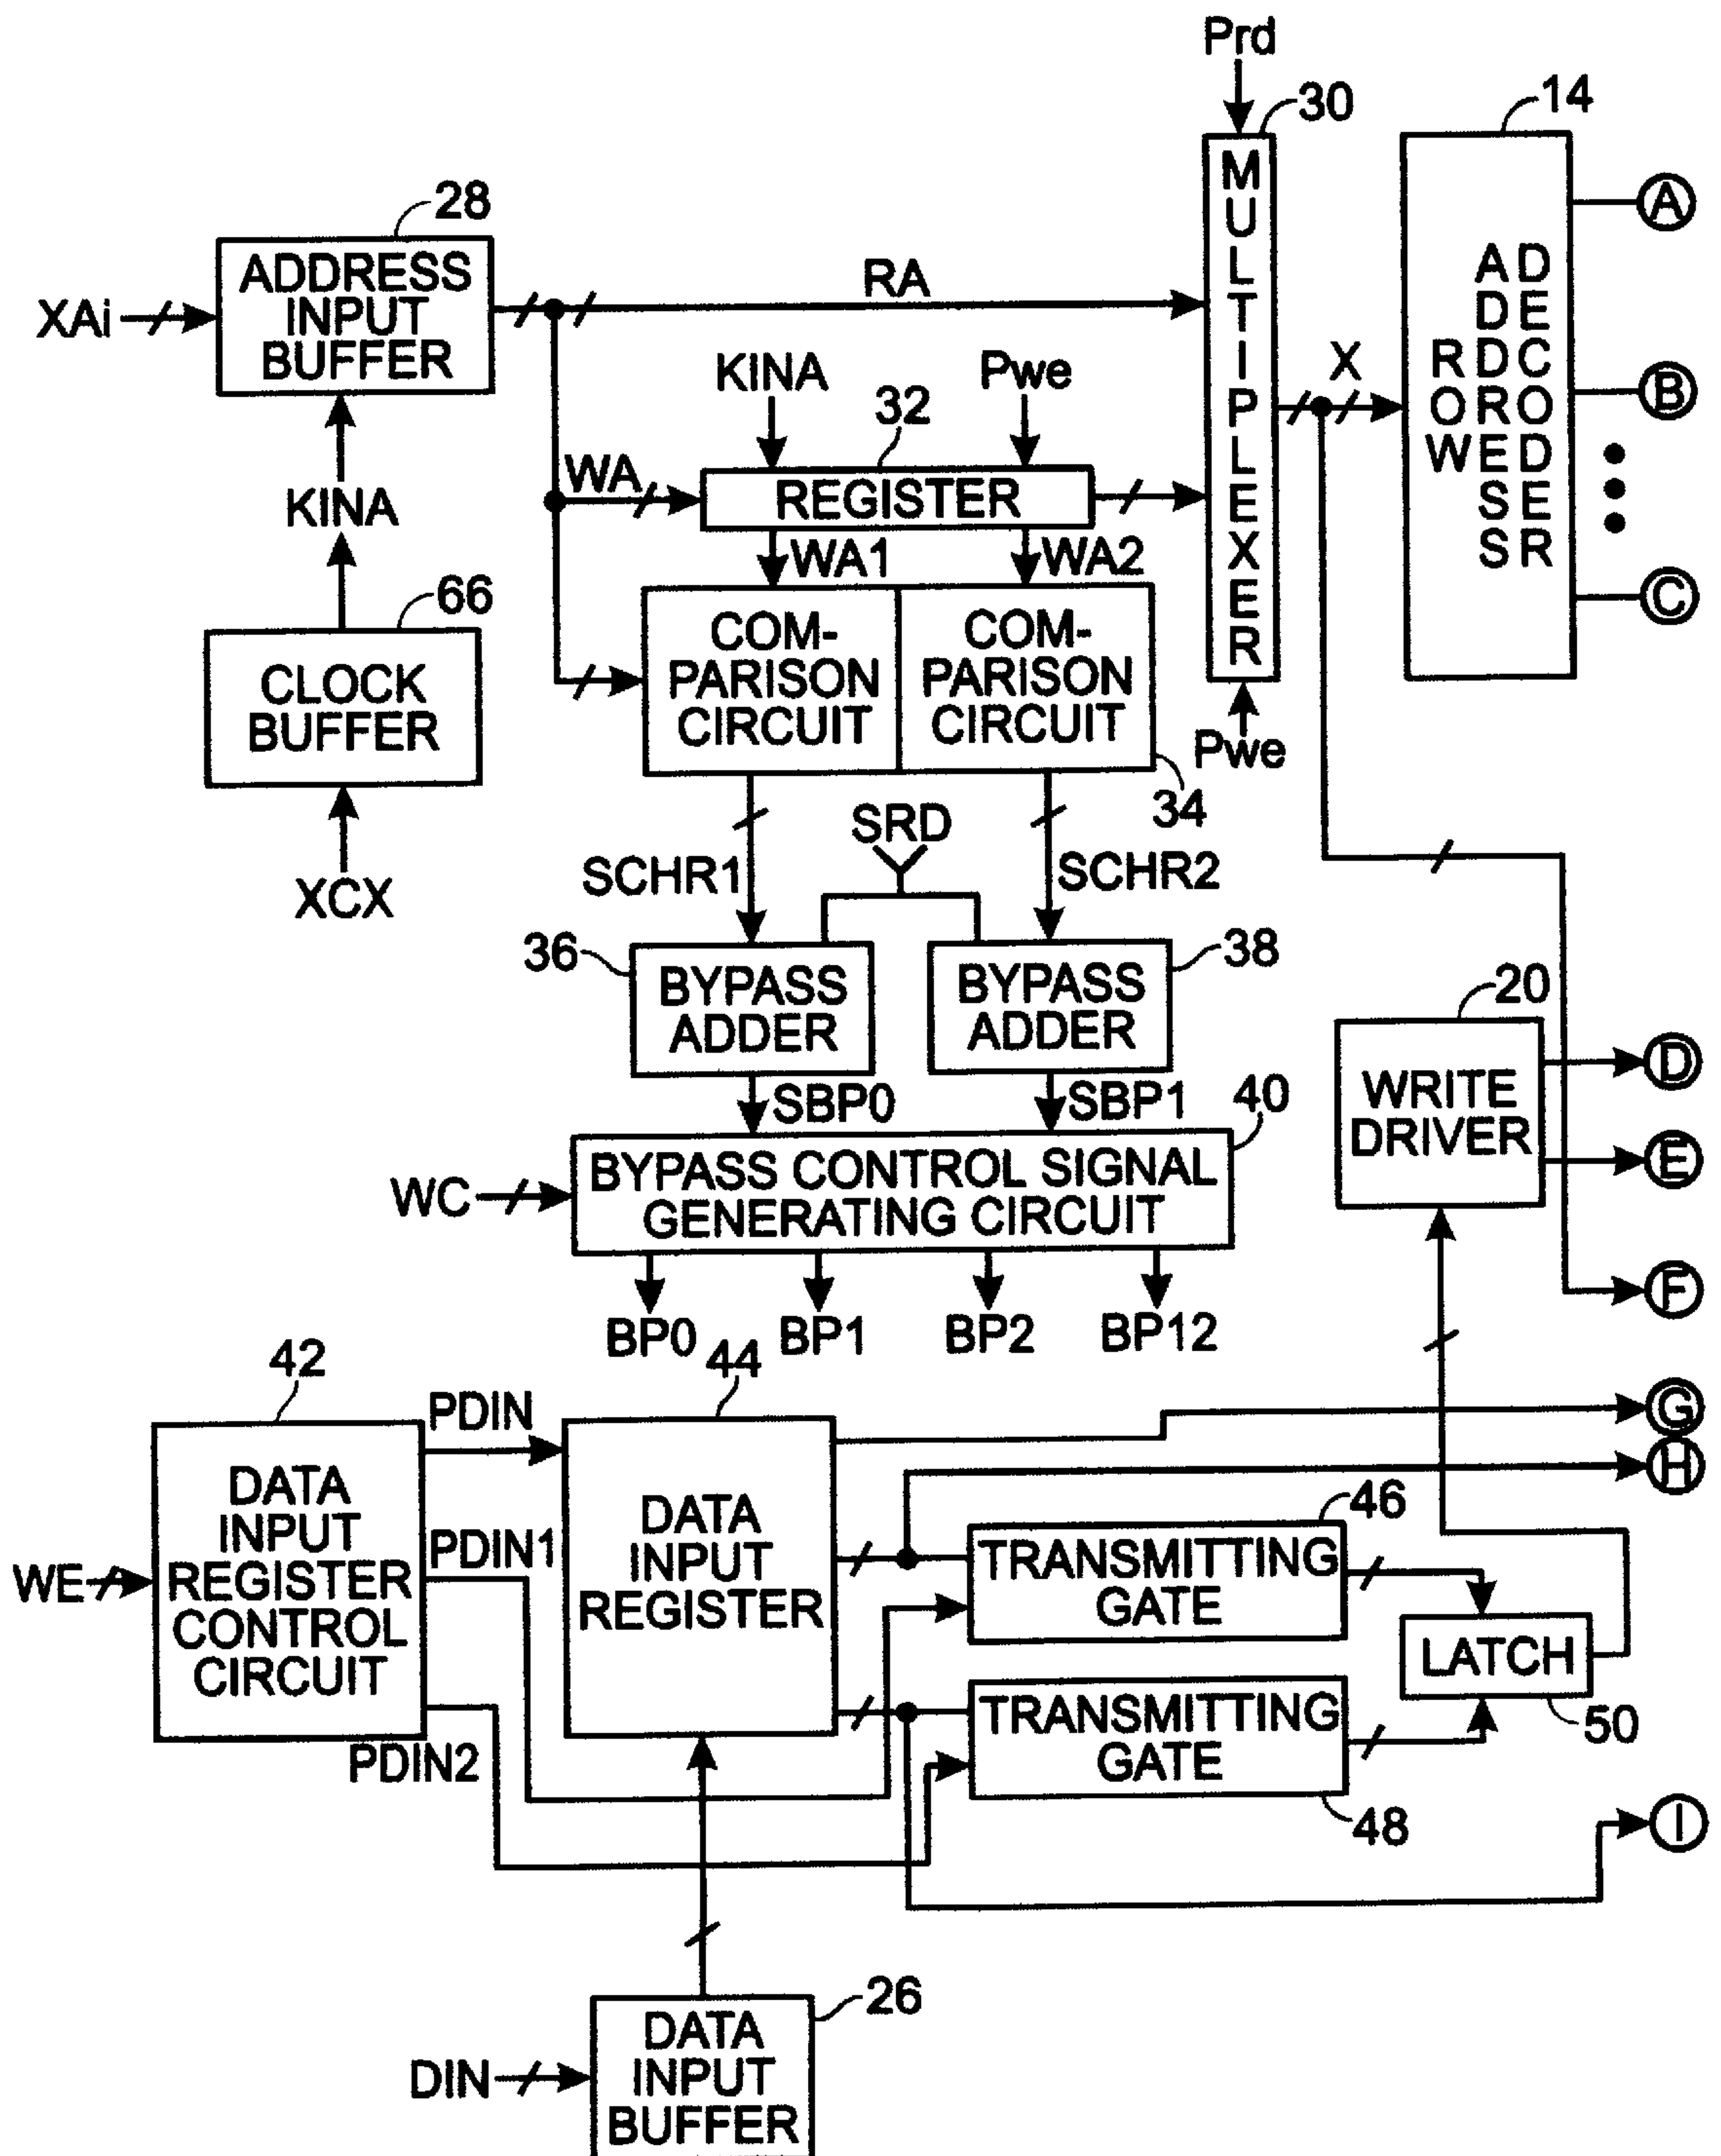 Prd
30
14
MULTIPLEXER
ROW
ADDRESS
DECODER
A
28
ADDRESS
INPUT
BUFFER
XAi
RA
X
B
KINA
Pwe
32
WA
REGISTER
KINA
WA1
WA2
C
66
CLOCK
BUFFER
COM-
PARISON
CIRCUIT
COM-
PARISON
CIRCUIT
Pwe
34
XCX
SRD
SCHR1
SCHR2
36
BYPASS
ADDER
BYPASS
ADDER
38
20
WRITE
DRIVER
D
E
SBP0
SBP1
40
WC
BYPASS CONTROL SIGNAL
GENERATING CIRCUIT
F
BP0
BP1
BP2
BP12
42
44
PDIN
G
H
DATA
INPUT
REGISTER
CONTROL
CIRCUIT
WE
PDIN1
DATA
INPUT
REGISTER
46
TRANSMITTING
GATE
LATCH
50
PDIN2
TRANSMITTING
GATE
48
I
26
DIN
DATA
INPUT
BUFFER